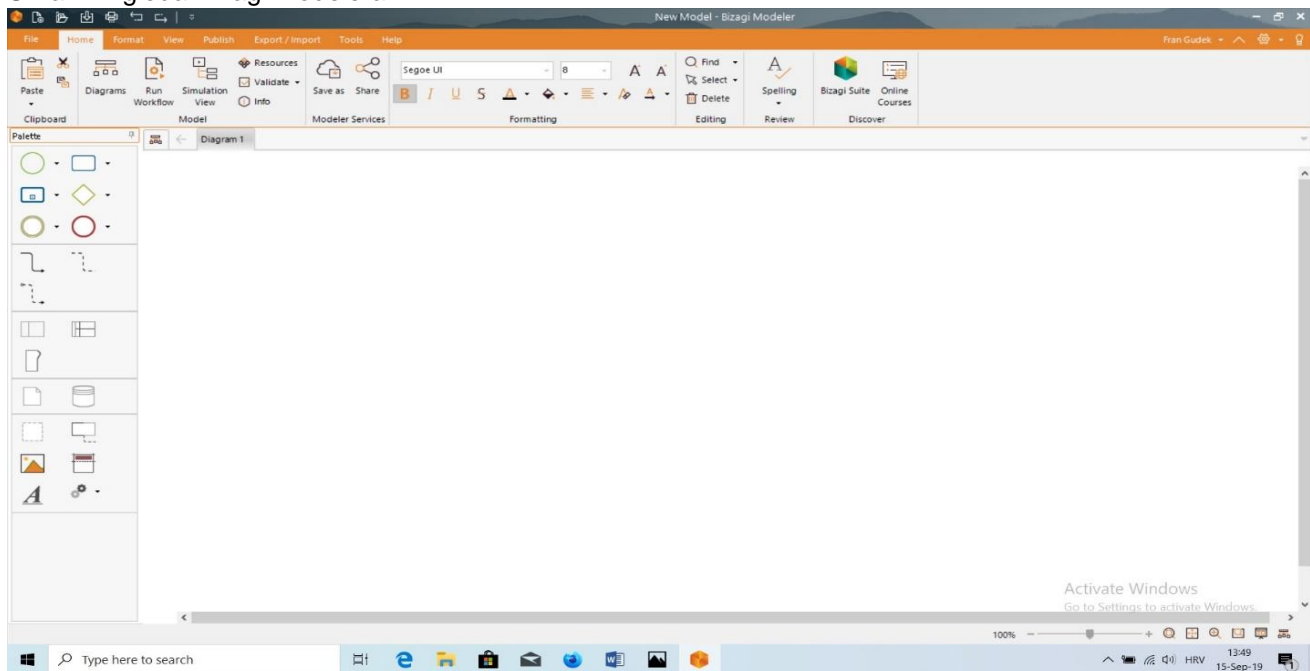 New Model - Bizagi Modeler
File Home Format View Publish Export / Import Tools Help Fran Gudek
Paste
Clipboard
Diagrams
Run Workflow
Simulation View
Resources
Validate
Info
Model
Save as Share
Modeler Services
Segoe UI 8
B I U S A
Formatting
Find
Select
Delete
Editing
Spelling
Review
Bizagi Suite
Online Courses
Discover
Palette
Diagram 1
A
Activate Windows
Go to Settings to activate Windows.
100%
Type here to search
HRV
13:49
15-Sep-19